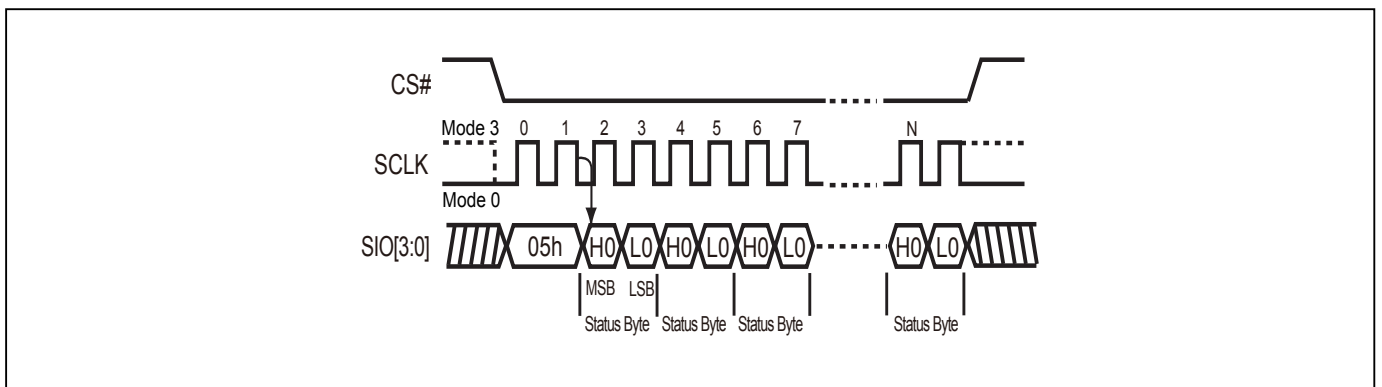 CS#
Mode 3 0 1 2 3 4 5 6 7 N
SCLK
Mode 0
SIO[3:0] 05h H0 L0 H0 L0 H0 L0 H0 L0
MSB LSB
Status Byte Status Byte Status Byte Status Byte